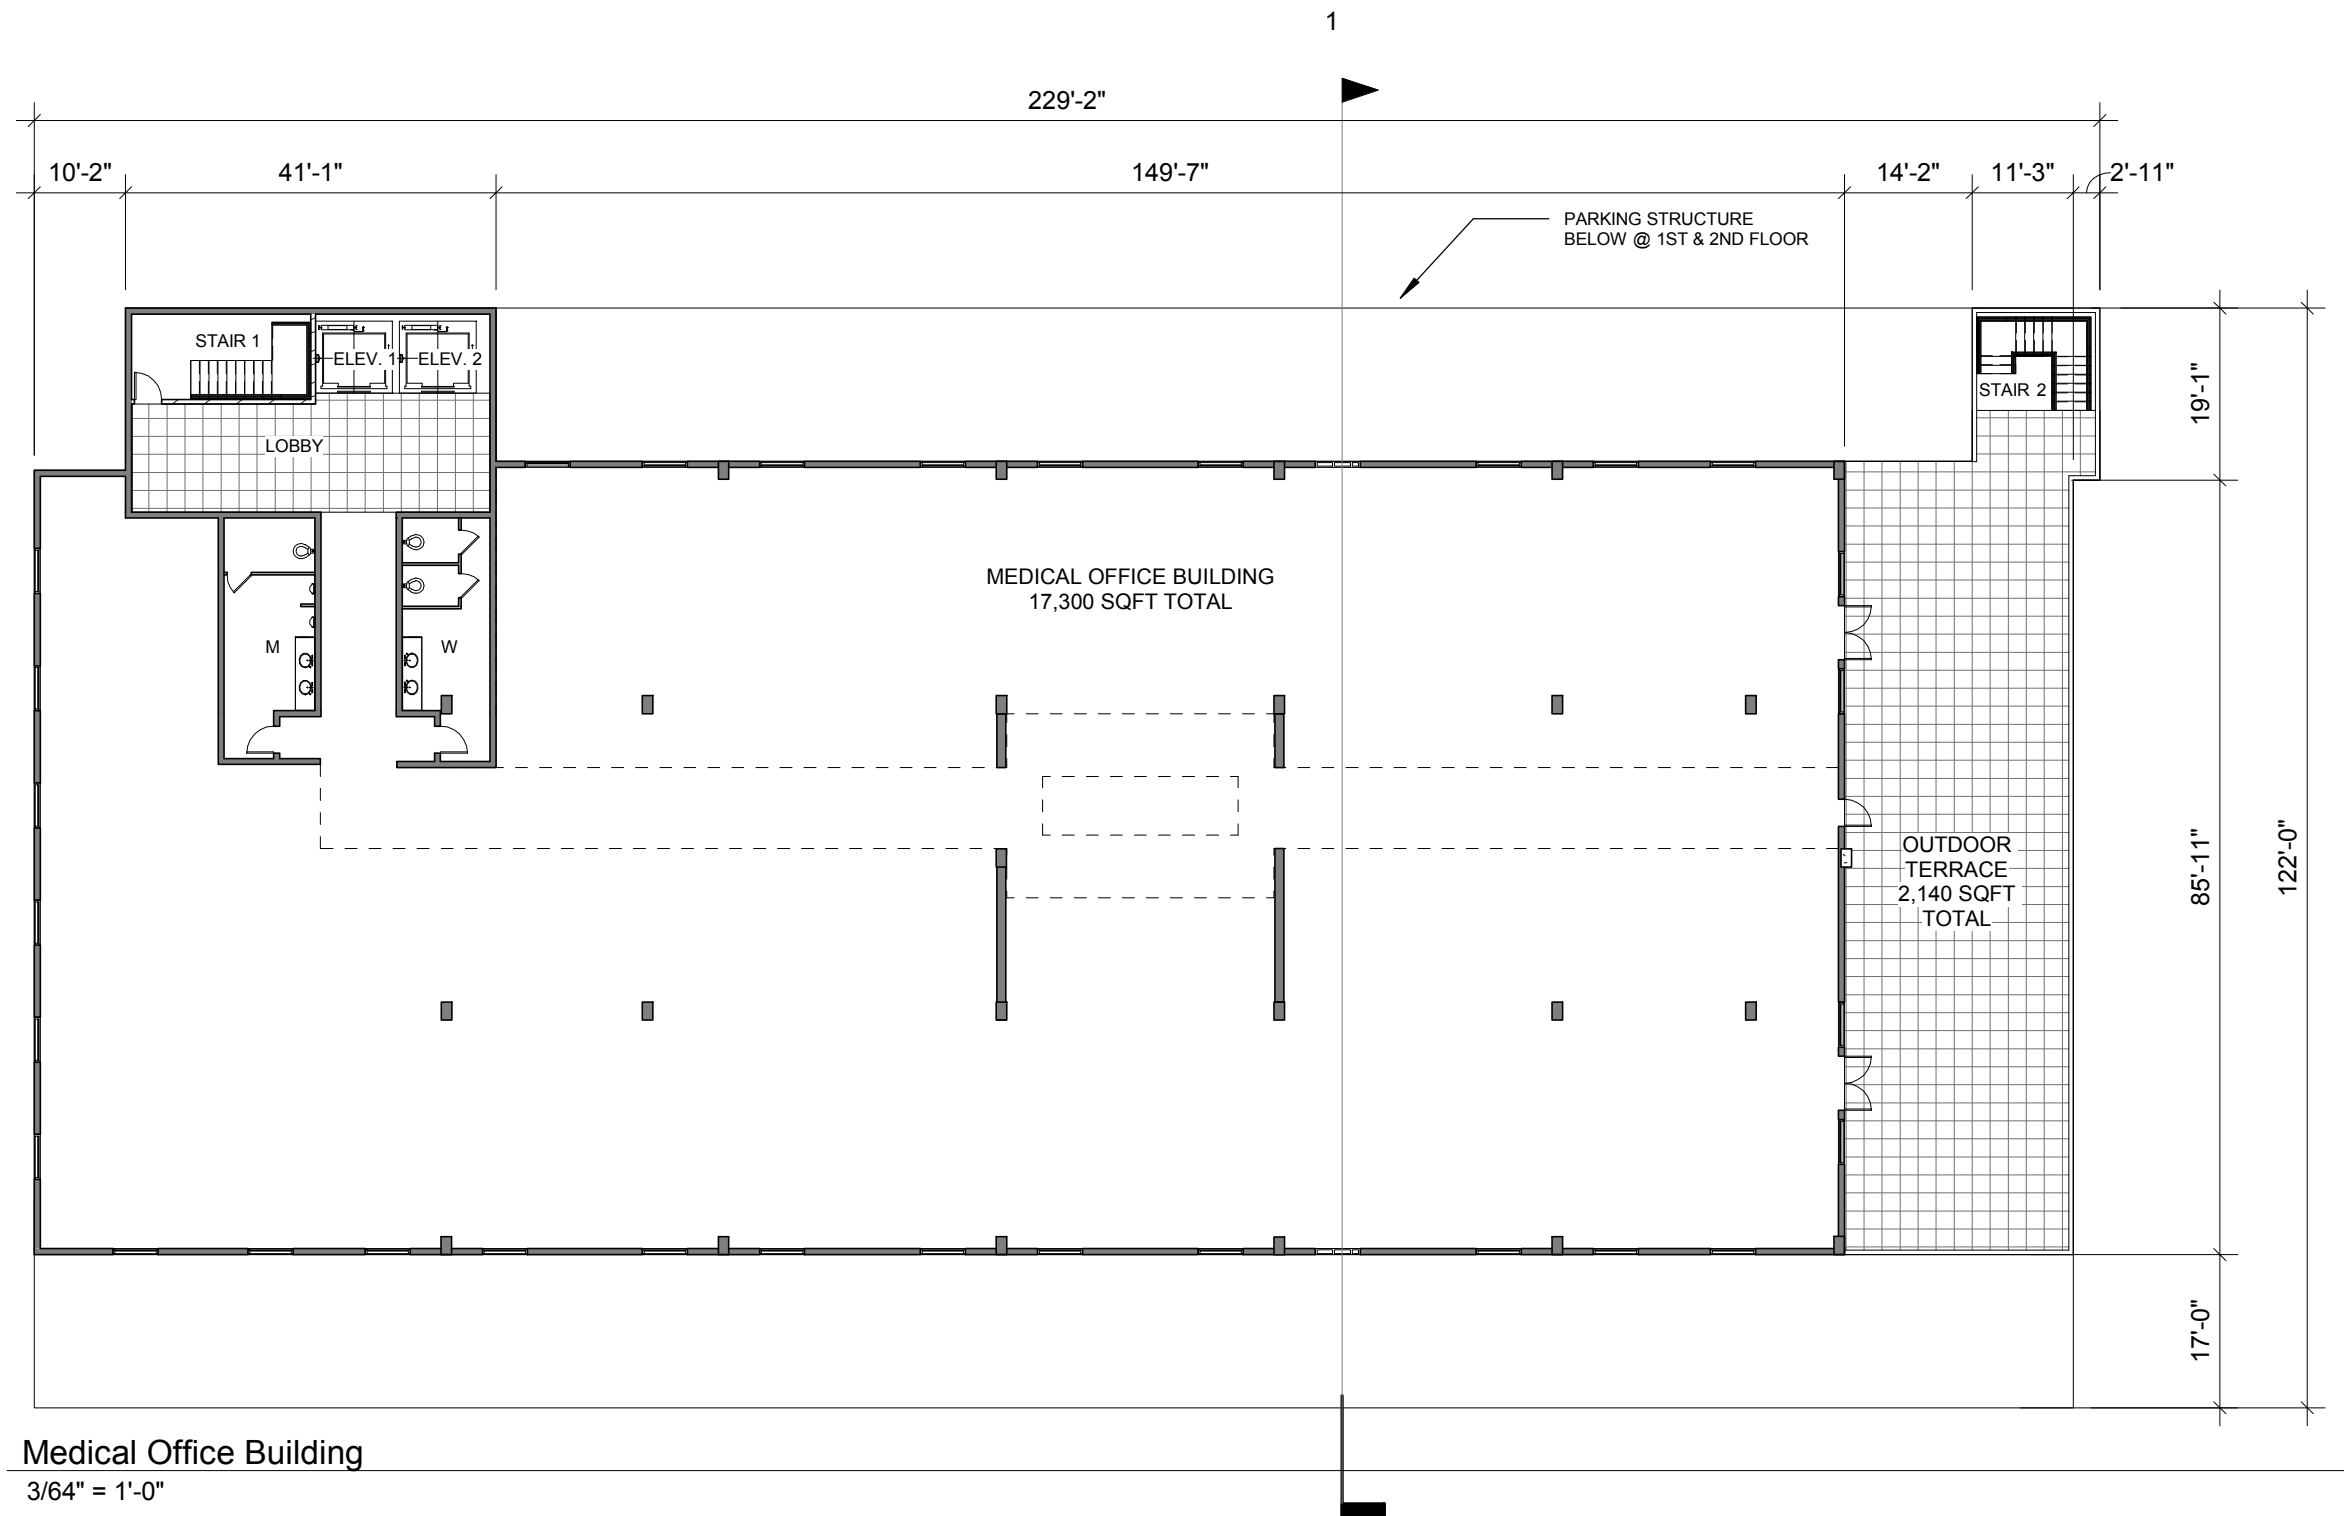 1
229'-2"
10'-2"
41'-1"
149'-7"
14'-2"
11'-3"
2'-11"
PARKING STRUCTURE
BELOW @ 1ST & 2ND FLOOR
STAIR 1
ELEV. 1
ELEV. 2
STAIR 2
19'-1"
LOBBY
MEDICAL OFFICE BUILDING
17,300 SQFT TOTAL
M
W
OUTDOOR
TERRACE
2,140 SQFT
TOTAL
85'-11"
122'-0"
17'-0"
Medical Office Building
3/64" = 1'-0"